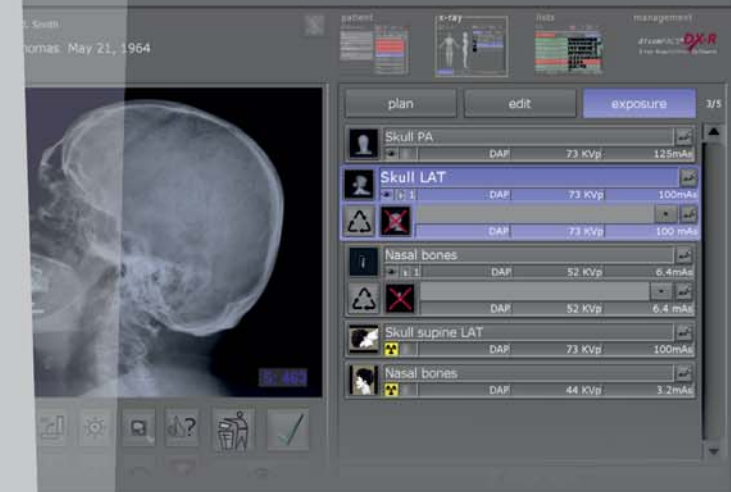 Smith
homas May 21, 1964
patient
x-ray
lists
management
DX-R
plan
edit
exposure
3/5
Skull PA
DAP 73 KVp 125mAs
Skull LAT
1 DAP 73 KVp 100mAs
DAP 73 KVp 100 mAs
Nasal bones
1 DAP 52 KVp 6.4mAs
DAP 52 KVp 6.4 mAs
Skull supine LAT
DAP 73 KVp 100mAs
Nasal bones
DAP 44 KVp 3.2mAs
S: 463
?